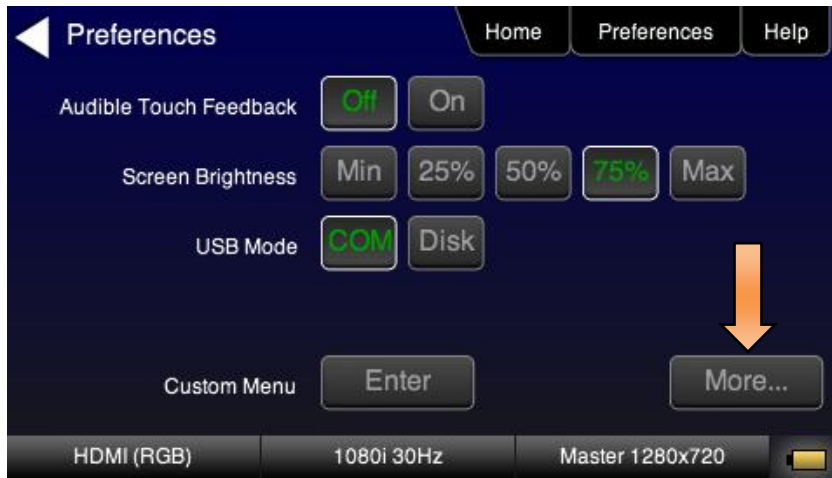 Preferences Home Preferences Help
Audible Touch Feedback Off On
Screen Brightness Min 25% 50% 75% Max
USB Mode COM Disk
Custom Menu Enter More...
HDMI (RGB) 1080i 30Hz Master 1280x720